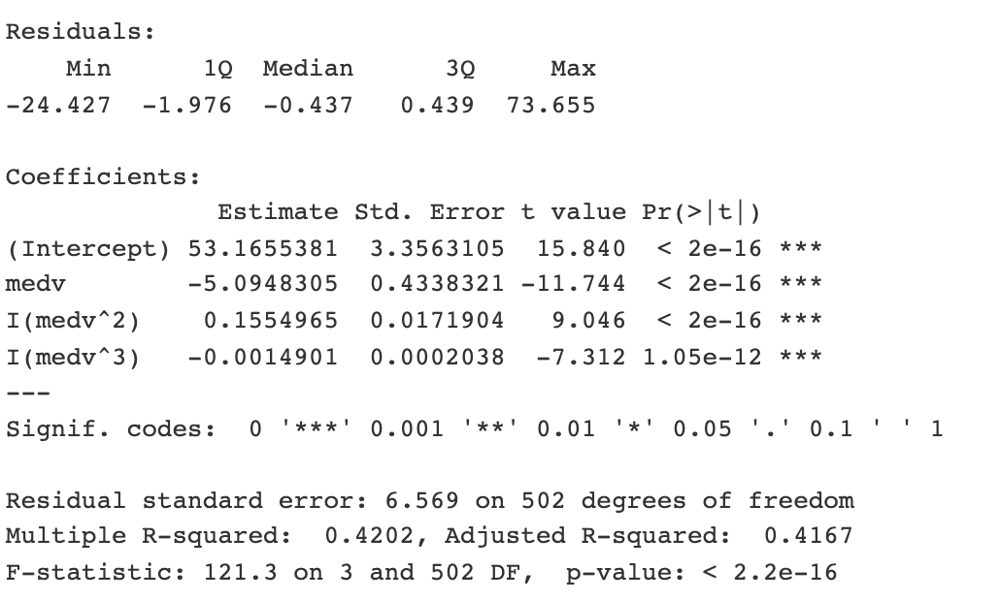 Residuals:
    Min      1Q  Median      3Q     Max
-24.427  -1.976  -0.437   0.439  73.655
Coefficients:
              Estimate Std. Error t value Pr(>|t|)
(Intercept) 53.1655381  3.3563105  15.840  < 2e-16 ***
medv        -5.0948305  0.4338321 -11.744  < 2e-16 ***
I(medv^2)    0.1554965  0.0171904   9.046  < 2e-16 ***
I(medv^3)   -0.0014901  0.0002038  -7.312 1.05e-12 ***
---
Signif. codes:  0 '***' 0.001 '**' 0.01 '*' 0.05 '.' 0.1 ' ' 1
Residual standard error: 6.569 on 502 degrees of freedom
Multiple R-squared:  0.4202, Adjusted R-squared:  0.4167
F-statistic: 121.3 on 3 and 502 DF,  p-value: < 2.2e-16